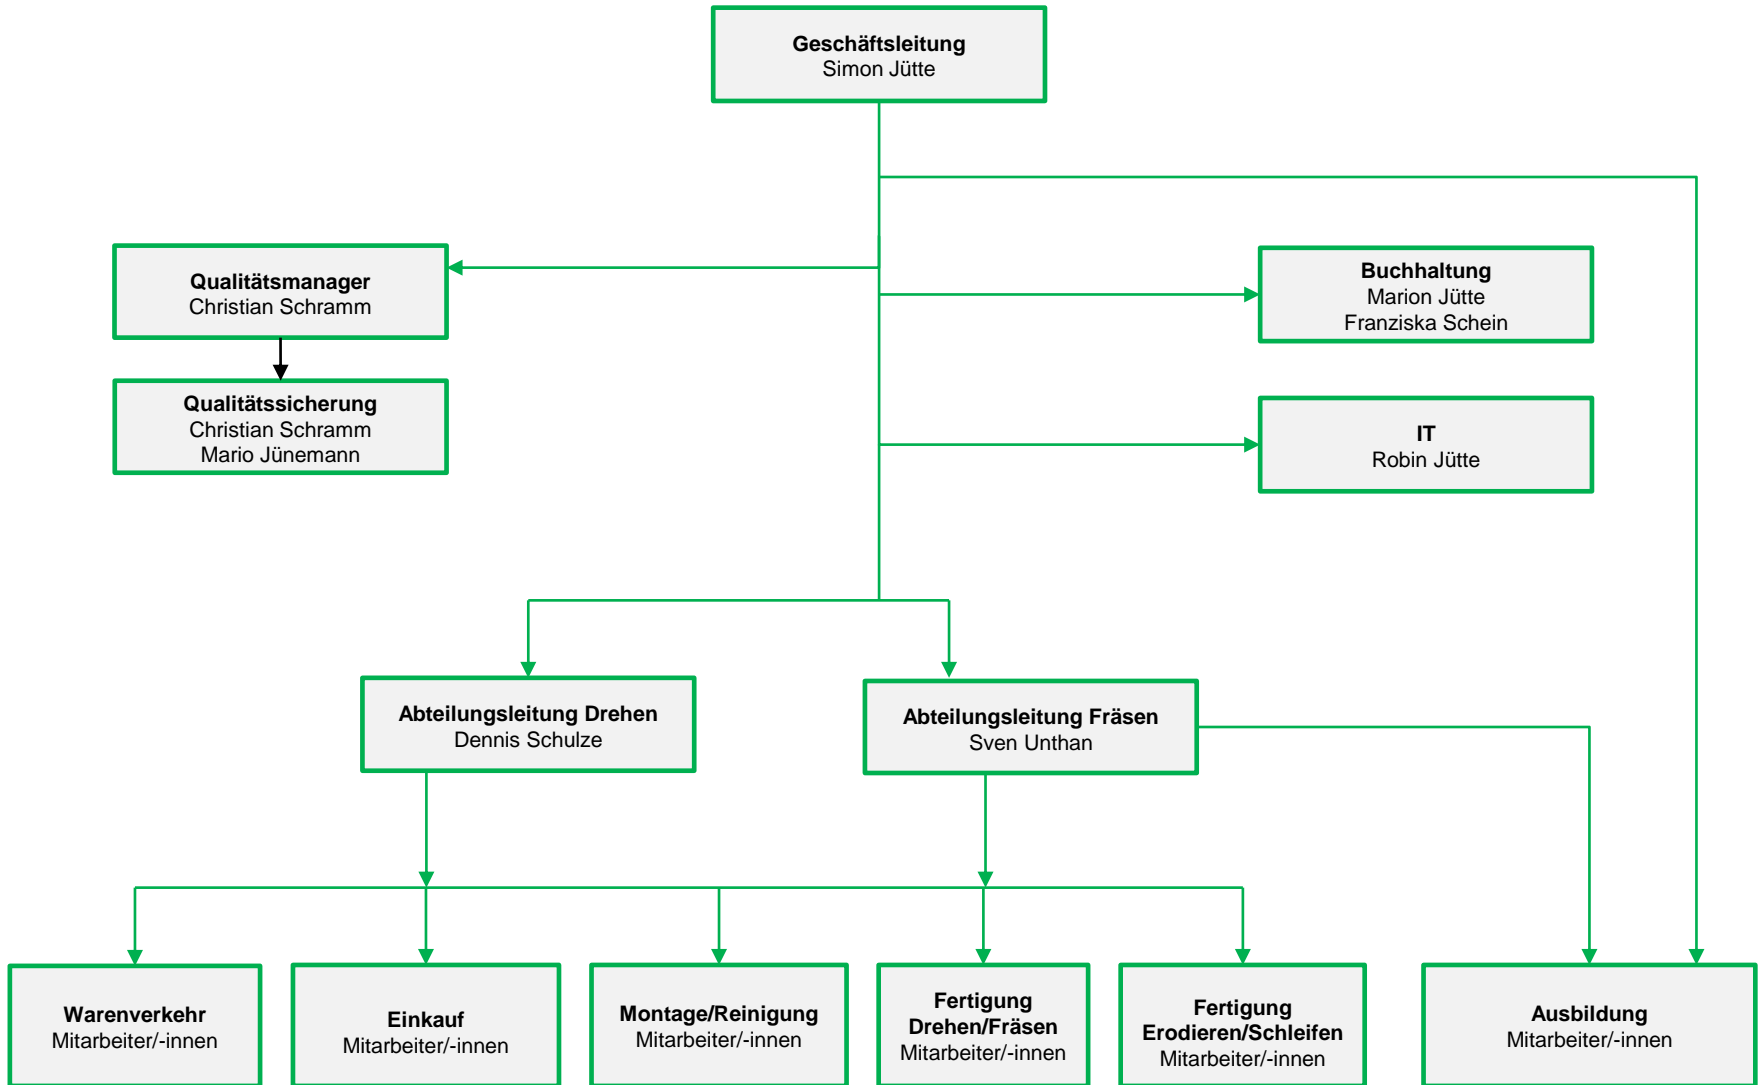 Geschäftsleitung
Simon Jütte
Qualitätsmanager
Christian Schramm
Buchhaltung
Marion Jütte
Franziska Schein
Qualitätssicherung
Christian Schramm
Mario Jünemann
IT
Robin Jütte
Abteilungsleitung Drehen
Dennis Schulze
Abteilungsleitung Fräsen
Sven Unthan
Warenverkehr
Mitarbeiter/-innen
Einkauf
Mitarbeiter/-innen
Montage/Reinigung
Mitarbeiter/-innen
Fertigung
Drehen/Fräsen
Mitarbeiter/-innen
Fertigung
Erodieren/Schleifen
Mitarbeiter/-innen
Ausbildung
Mitarbeiter/-innen